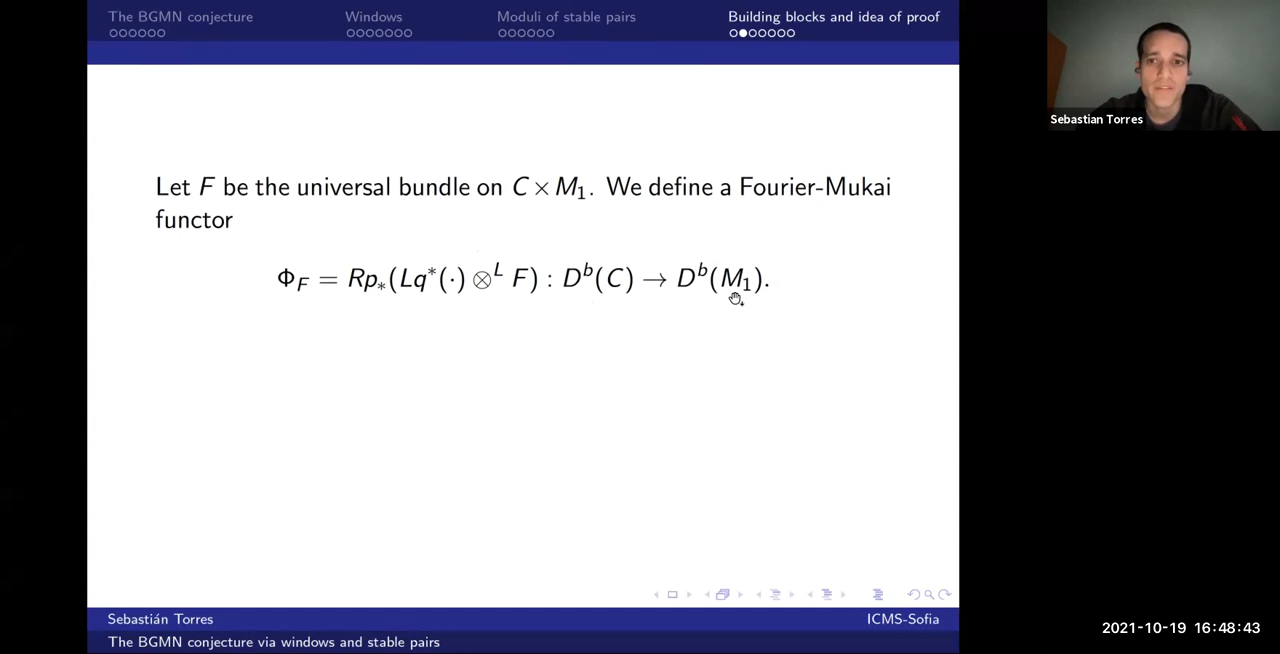 The BGMN conjecture
Windows
Moduli of stable pairs
Building blocks and idea of proof
Sebastian Torres
Let F be the universal bundle on C × M₁. We define a Fourier-Mukai
functor
Φ_F = Rp_*(Lq^*(·) ⊗^L F) : D^b(C) → D^b(M₁).
Sebastián Torres
ICMS-Sofia
The BGMN conjecture via windows and stable pairs
2021-10-19 16:48:43